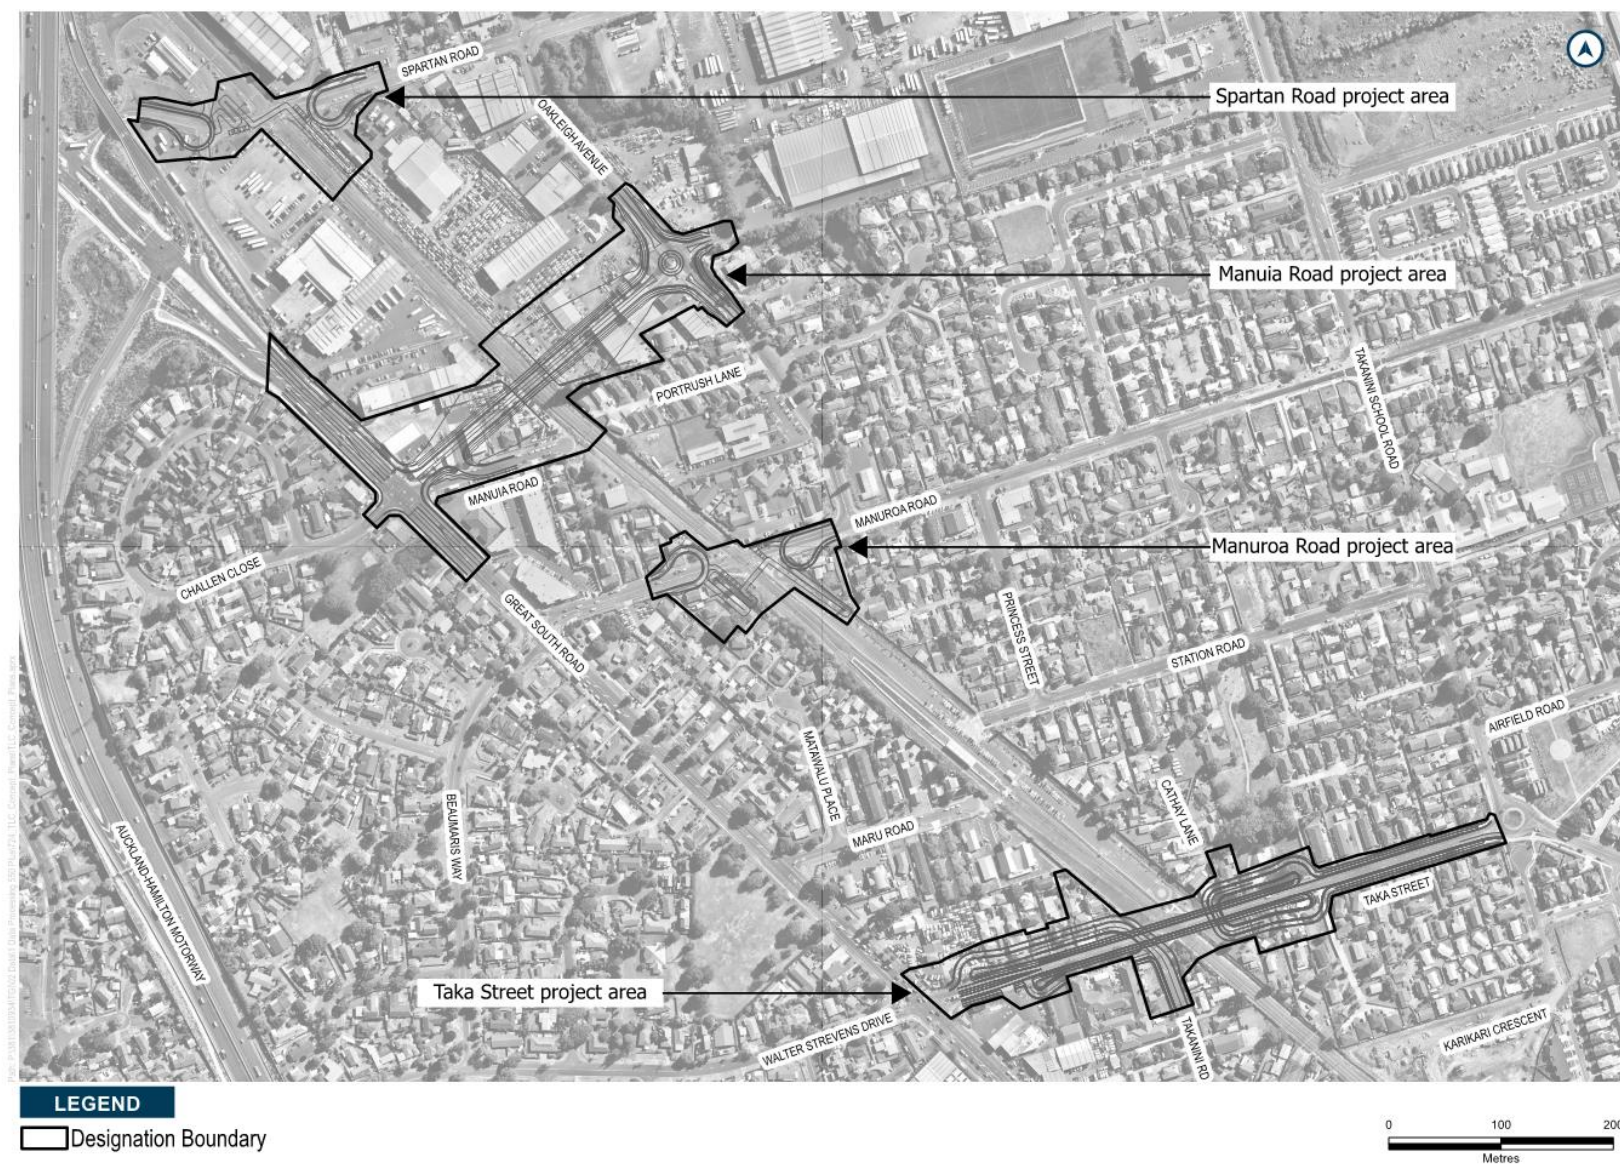 SPARTAN ROAD
Spartan Road project area
OAKLEIGH AVENUE
Manuia Road project area
PORTRUSH LANE
TAKANINI SCHOOL ROAD
MANUIA ROAD
MANUROA ROAD
Manuroa Road project area
CHALLEN CLOSE
GREAT SOUTH ROAD
PRINCESS STREET
STATION ROAD
AIRFIELD ROAD
MATAWALU PLACE
CATHAY LANE
BEAUMARIS WAY
MARU ROAD
AUCKLAND-HAMILTON MOTORWAY
TAKA STREET
Taka Street project area
WALTER STREVENS DRIVE
TAKANINI RD
KARIKARI CRESCENT
LEGEND
Designation Boundary
0 100 200
Metres